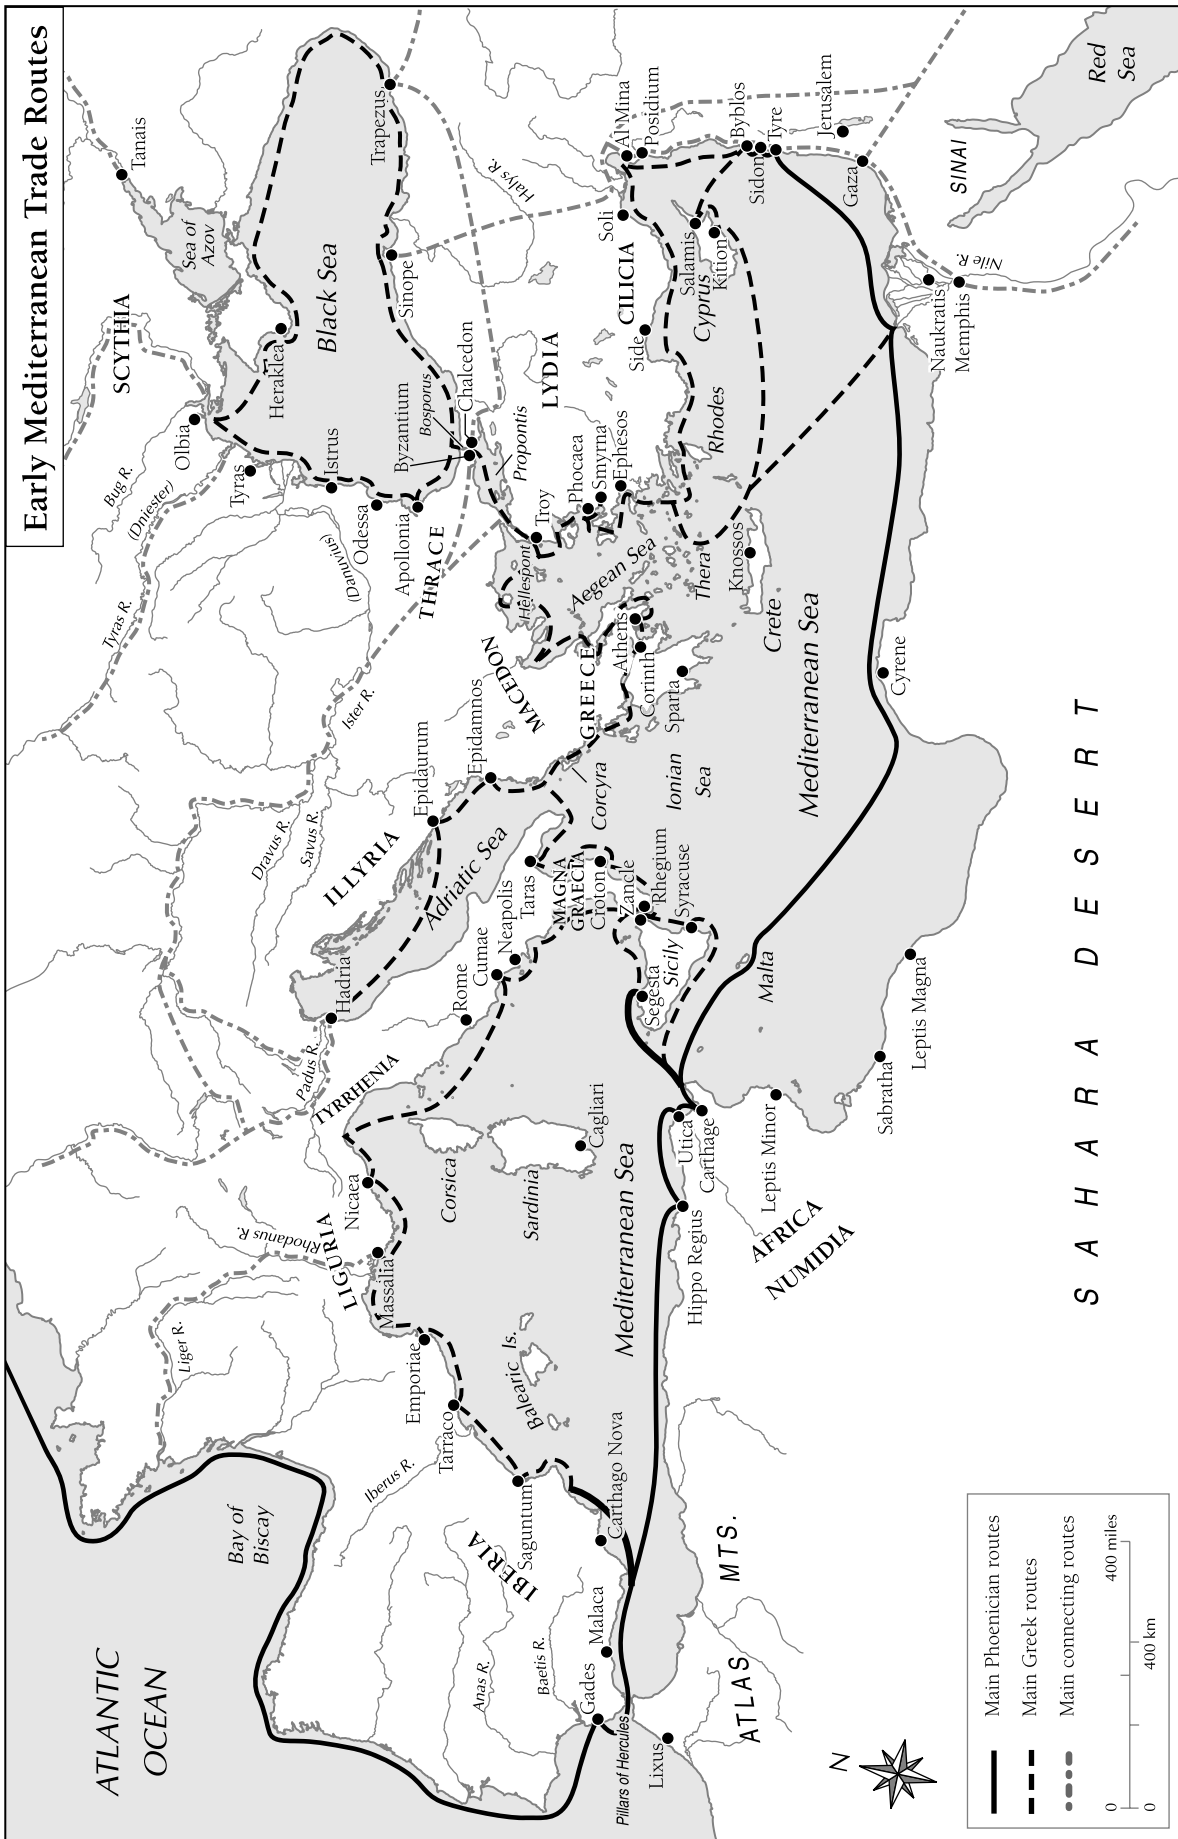 Early Mediterranean Trade Routes
ATLANTIC
OCEAN
Bay of
Biscay
Liger R.
Rhodanus R.
LIGURIA
Nicaea
Massalia
Emporiae
Tarraco
Iberus R.
Saguntum
IBERIA
Carthago Nova
Malaca
Baetis R.
Anas R.
Gades
Pillars of Hercules
Lixus
ATLAS
MTS.
Balearic Is.
Corsica
Sardinia
Cagliari
Mediterranean Sea
Hippo Regius
Utica
Carthage
AFRICA
NUMIDIA
Leptis Minor
Sabratha
Leptis Magna
SAHARA DESERT
TYRRHENIA
Padus R.
Hadria
Rome
Cumae
Neapolis
Taras
MAGNA
GRAECIA
Croton
Zancle
Rhegium
Syracuse
Sicily
Segesta
Malta
Adriatic Sea
ILLYRIA
Dravus R.
Savus R.
Epidaurum
Epidamnos
Corcyra
Ionian
Sea
Mediterranean Sea
MACEDON
GREECE
Athens
Corinth
Sparta
Crete
Knossos
Thera
Aegean Sea
Hellespont
Troy
Phocaea
Smyrna
Ephesos
Rhodes
Cyrene
Ister R.
(Danuvius)
Tyras R.
(Dniester)
Bug R.
Olbia
Tyras
Istrus
Odessa
Apollonia
THRACE
Byzantium
Bosporus
Chalcedon
Propontis
LYDIA
SCYTHIA
Heraklea
Black Sea
Sea of
Azov
Tanais
Trapezus
Sinope
Halys R.
CILICIA
Side
Soli
Al Mina
Posidium
Salamis
Kition
Cyprus
Byblos
Sidon
Tyre
Jerusalem
Gaza
SINAI
Red
Sea
Nile R.
Naukratis
Memphis
N
Main Phoenician routes
Main Greek routes
Main connecting routes
0
400 miles
0
400 km